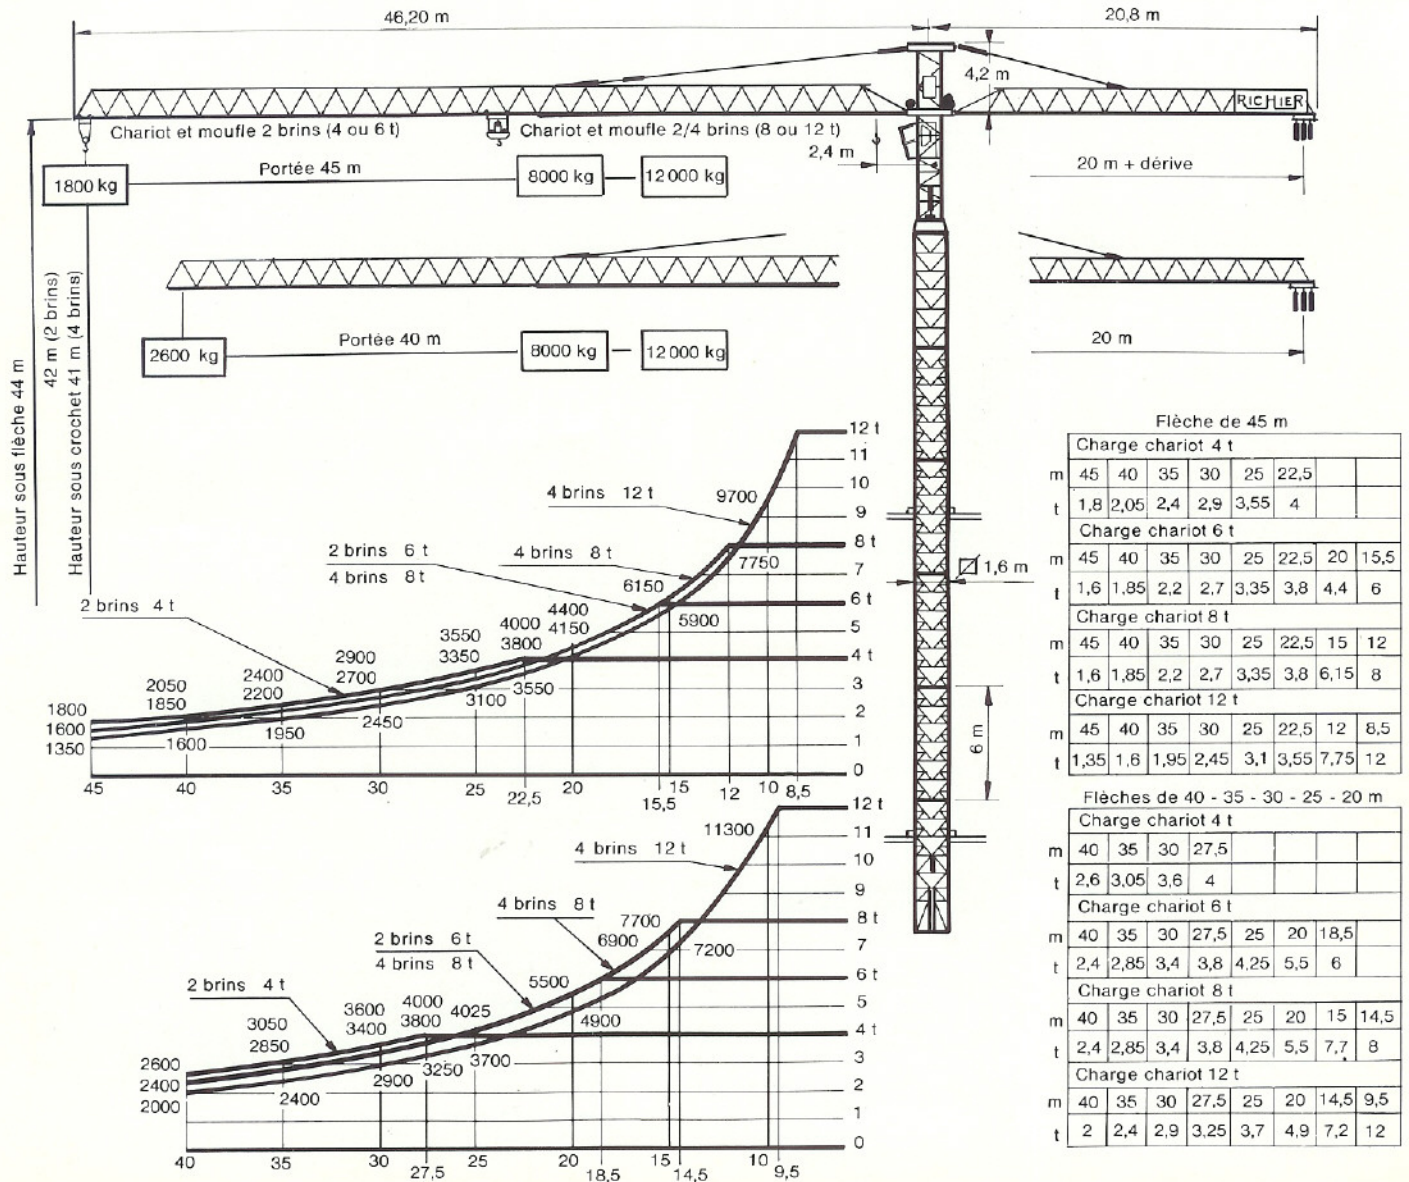 46,20 m
20,8 m
4,2 m
RICHIER
Chariot et moufle 2 brins (4 ou 6 t)
Chariot et moufle 2/4 brins (8 ou 12 t)
2,4 m
1800 kg
Portée 45 m
8000 kg
12 000 kg
20 m + dérive
Hauteur sous flèche 44 m
42 m (2 brins)
Hauteur sous crochet 41 m (4 brins)
2600 kg
Portée 40 m
8000 kg
12 000 kg
20 m
1,6 m
6 m
12 t
11
10
9
8 t
7
6 t
5
4 t
3
2
1
0
4 brins 12 t
9700
2 brins 6 t
4 brins 8 t
4 brins 8 t
7750
6150
5900
2 brins 4 t
4400
4150
4000
3800
3550
3550
3350
3100
2900
2700
2450
2400
2200
1950
2050
1850
1600
1800
1600
1350
45 40 35 30 25 22,5 20 15,5 15 12 10 8,5
12 t
11
10
9
8 t
7
6 t
5
4 t
3
2
1
0
11300
4 brins 12 t
4 brins 8 t
7700
6900
7200
2 brins 6 t
4 brins 8 t
5500
4900
2 brins 4 t
4000
3800
4025
3700
3250
3600
3400
2900
3050
2850
2400
2600
2400
2000
40 35 30 27,5 25 20 18,5 15 14,5 10 9,5
Flèche de 45 m
Charge chariot 4 t
m 45 40 35 30 25 22,5
t 1,8 2,05 2,4 2,9 3,55 4
Charge chariot 6 t
m 45 40 35 30 25 22,5 20 15,5
t 1,6 1,85 2,2 2,7 3,35 3,8 4,4 6
Charge chariot 8 t
m 45 40 35 30 25 22,5 15 12
t 1,6 1,85 2,2 2,7 3,35 3,8 6,15 8
Charge chariot 12 t
m 45 40 35 30 25 22,5 12 8,5
t 1,35 1,6 1,95 2,45 3,1 3,55 7,75 12
Flèches de 40 - 35 - 30 - 25 - 20 m
Charge chariot 4 t
m 40 35 30 27,5
t 2,6 3,05 3,6 4
Charge chariot 6 t
m 40 35 30 27,5 25 20 18,5
t 2,4 2,85 3,4 3,8 4,25 5,5 6
Charge chariot 8 t
m 40 35 30 27,5 25 20 15 14,5
t 2,4 2,85 3,4 3,8 4,25 5,5 7,7 8
Charge chariot 12 t
m 40 35 30 27,5 25 20 14,5 9,5
t 2 2,4 2,9 3,25 3,7 4,9 7,2 12